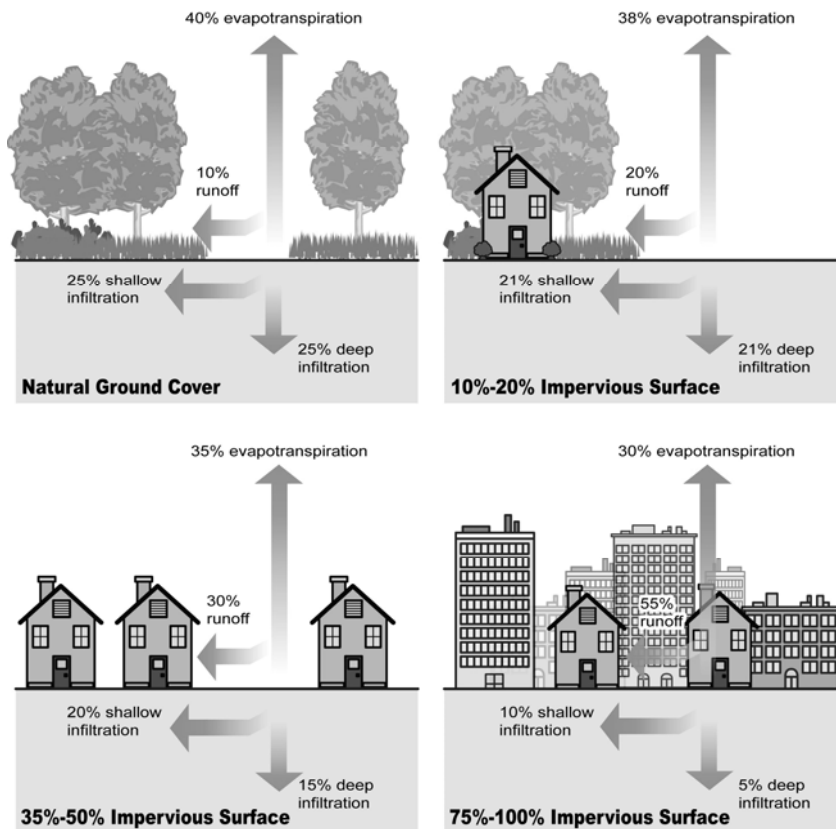 40% evapotranspiration
10%
runoff
25% shallow
infiltration
25% deep
infiltration
Natural Ground Cover
38% evapotranspiration
20%
runoff
21% shallow
infiltration
21% deep
infiltration
10%-20% Impervious Surface
35% evapotranspiration
30%
runoff
20% shallow
infiltration
15% deep
infiltration
35%-50% Impervious Surface
30% evapotranspiration
55%
runoff
10% shallow
infiltration
5% deep
infiltration
75%-100% Impervious Surface